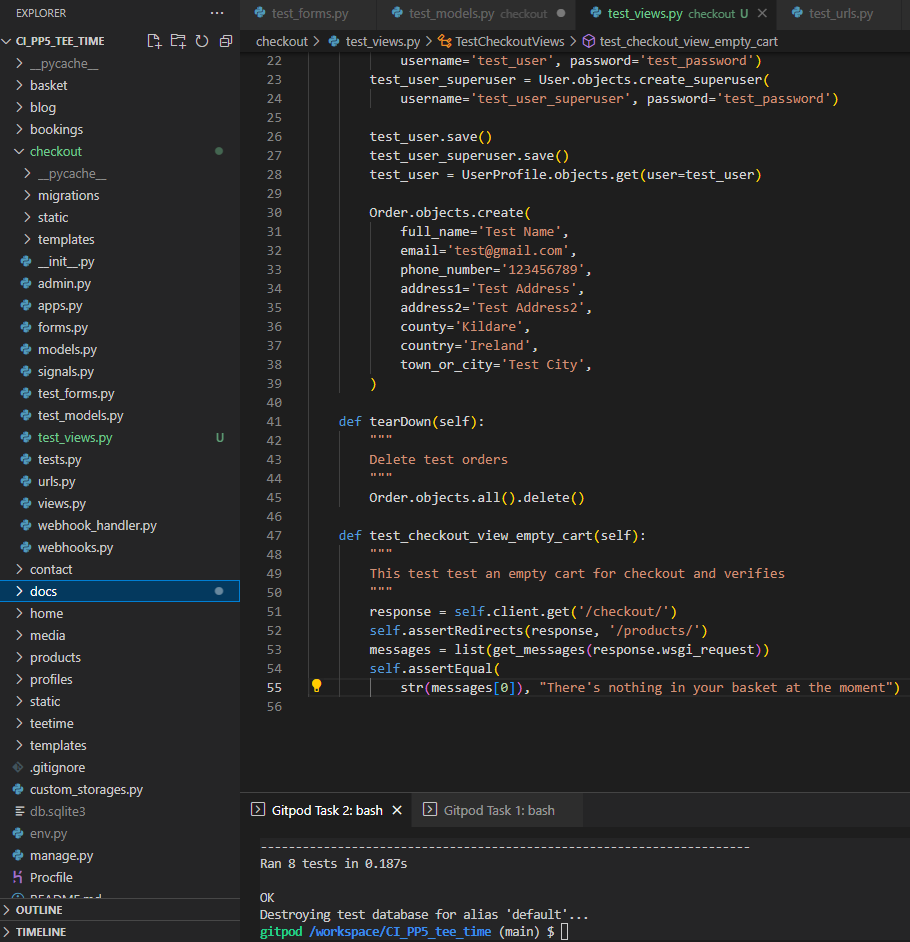 EXPLORER
CI_PP5_TEE_TIME
__pycache__
basket
blog
bookings
checkout
__pycache__
migrations
static
templates
__init__.py
admin.py
apps.py
forms.py
models.py
signals.py
test_forms.py
test_models.py
test_views.py U
tests.py
urls.py
views.py
webhook_handler.py
webhooks.py
contact
docs
home
media
products
profiles
static
teetime
templates
.gitignore
custom_storages.py
db.sqlite3
env.py
manage.py
Procfile
README.md
OUTLINE
TIMELINE
test_forms.py test_models.py checkout test_views.py checkout U test_urls.py
checkout > test_views.py > TestCheckoutViews > test_checkout_view_empty_cart
22 username='test_user', password='test_password')
23 test_user_superuser = User.objects.create_superuser(
24 username='test_user_superuser', password='test_password')
25
26 test_user.save()
27 test_user_superuser.save()
28 test_user = UserProfile.objects.get(user=test_user)
29
30 Order.objects.create(
31 full_name='Test Name',
32 email='test@gmail.com',
33 phone_number='123456789',
34 address1='Test Address',
35 address2='Test Address2',
36 county='Kildare',
37 country='Ireland',
38 town_or_city='Test City',
39 )
40
41 def tearDown(self):
42 """
43 Delete test orders
44 """
45 Order.objects.all().delete()
46
47 def test_checkout_view_empty_cart(self):
48 """
49 This test test an empty cart for checkout and verifies
50 """
51 response = self.client.get('/checkout/')
52 self.assertRedirects(response, '/products/')
53 messages = list(get_messages(response.wsgi_request))
54 self.assertEqual(
55 str(messages[0]), "There's nothing in your basket at the moment")
56
Gitpod Task 2: bash Gitpod Task 1: bash
----------------------------------------------------------------------
Ran 8 tests in 0.187s
OK
Destroying test database for alias 'default'...
gitpod /workspace/CI_PP5_tee_time (main) $